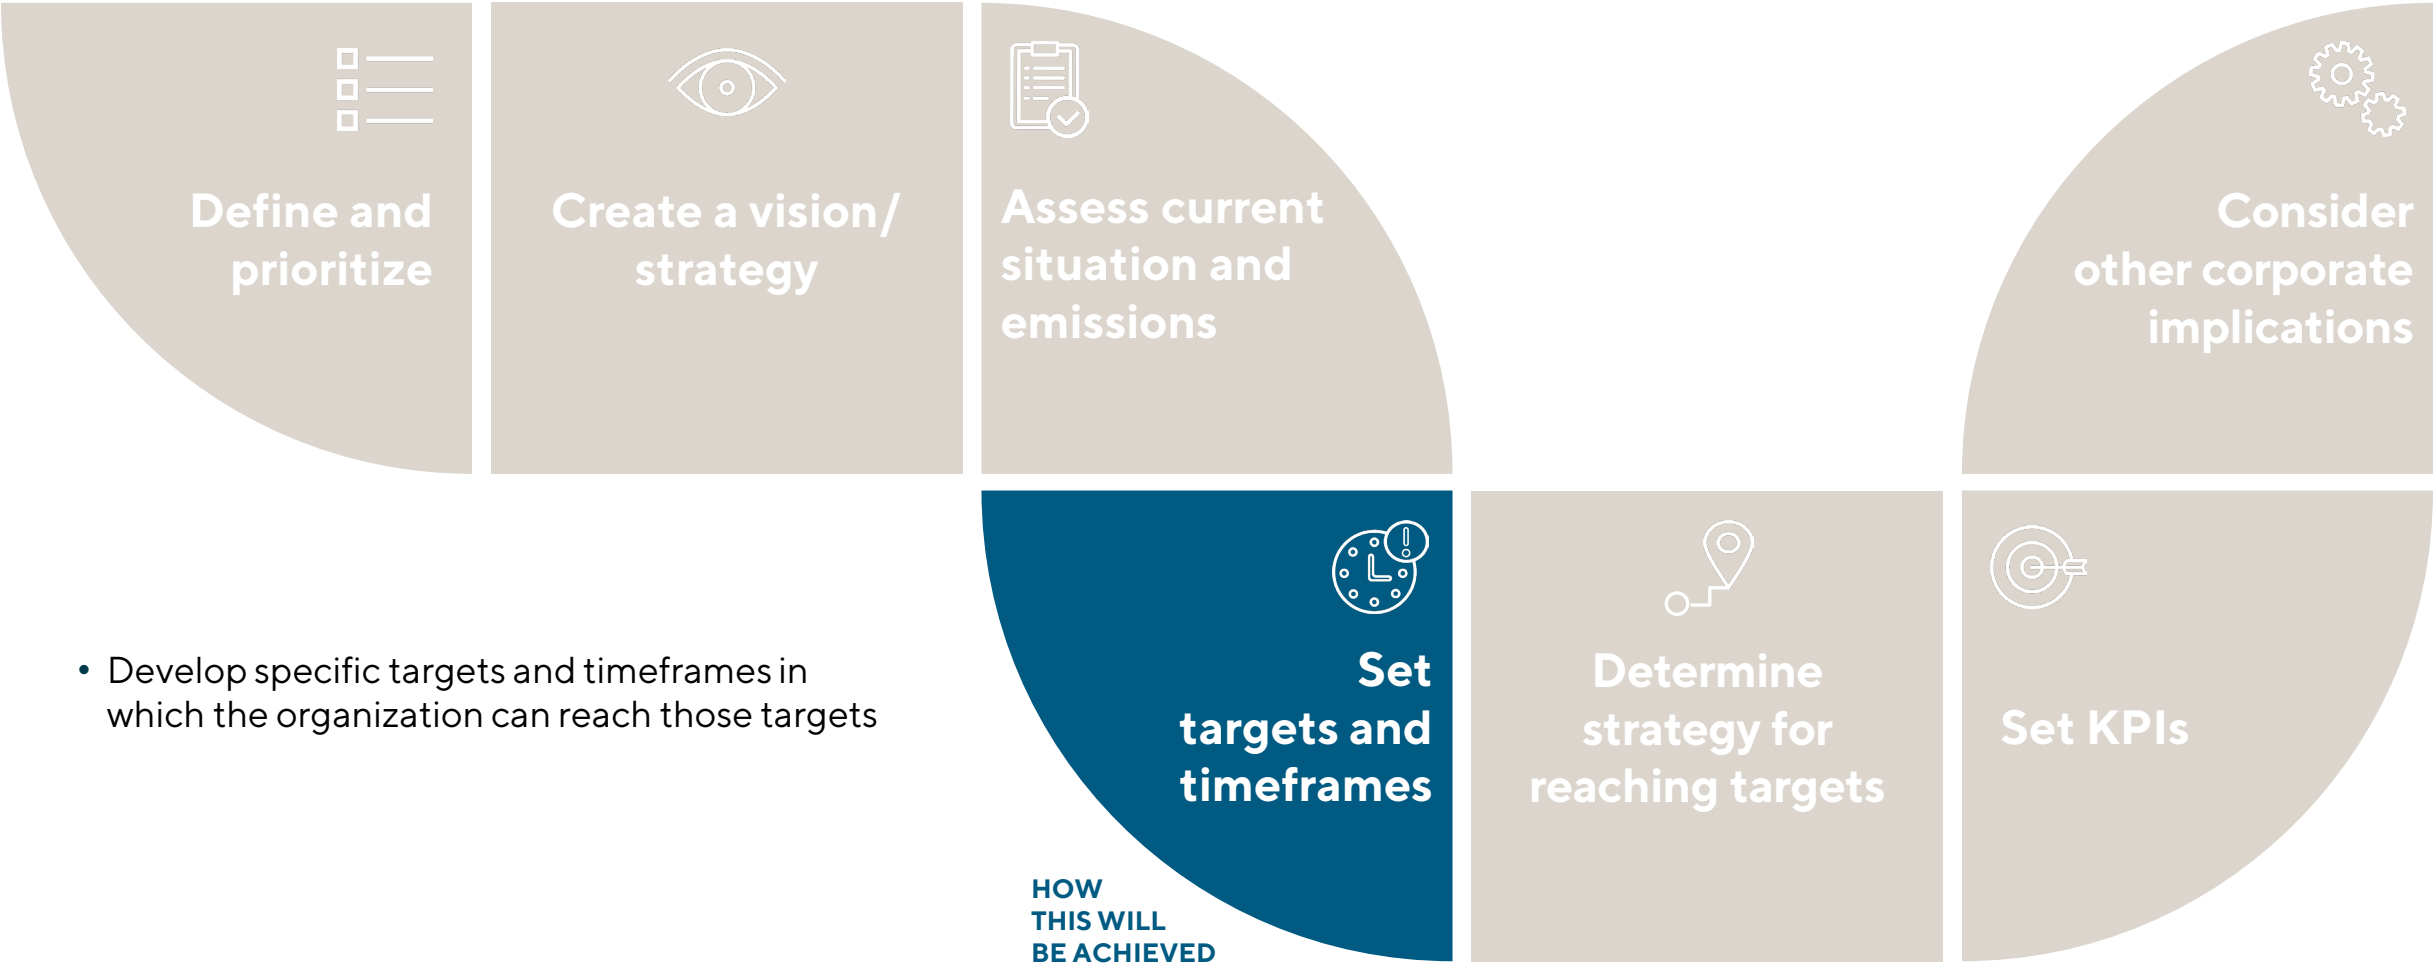 Define and
prioritize
Create a vision/
strategy
Assess current
situation and
emissions
Consider
other corporate
implications
• Develop specific targets and timeframes in
which the organization can reach those targets
Set
targets and
timeframes
Determine
strategy for
reaching targets
Set KPIs
HOW
THIS WILL
BE ACHIEVED